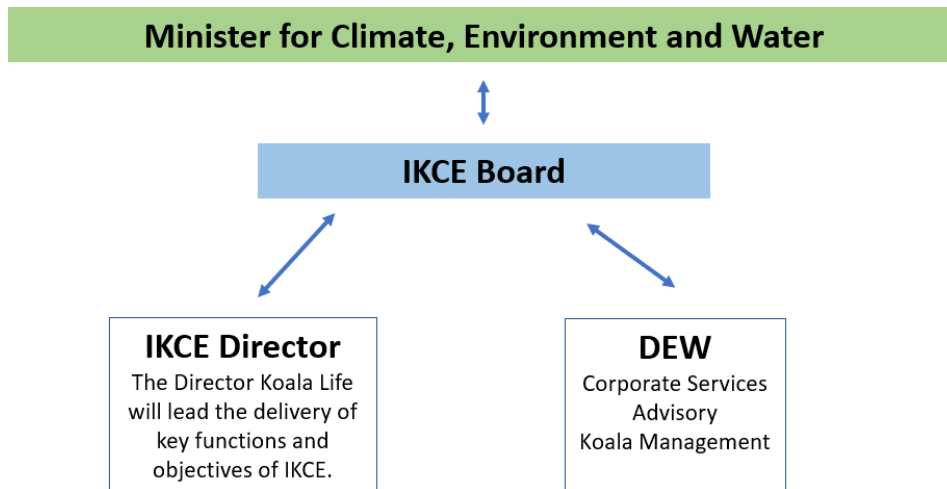 Minister for Climate, Environment and Water
IKCE Board
IKCE Director
The Director Koala Life
will lead the delivery of
key functions and
objectives of IKCE.
DEW
Corporate Services
Advisory
Koala Management